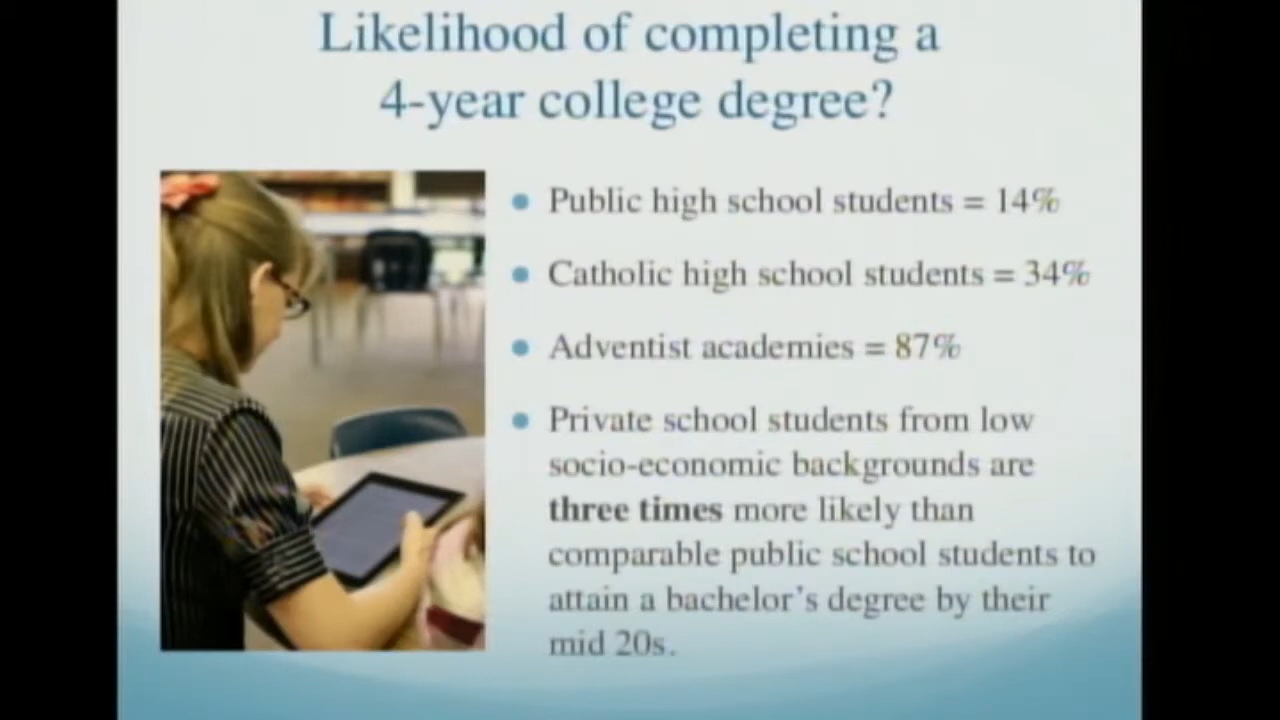 Likelihood of completing a
4-year college degree?
• Public high school students = 14%
• Catholic high school students = 34%
• Adventist academies = 87%
• Private school students from low
socio-economic backgrounds are
three times more likely than
comparable public school students to
attain a bachelor's degree by their
mid 20s.